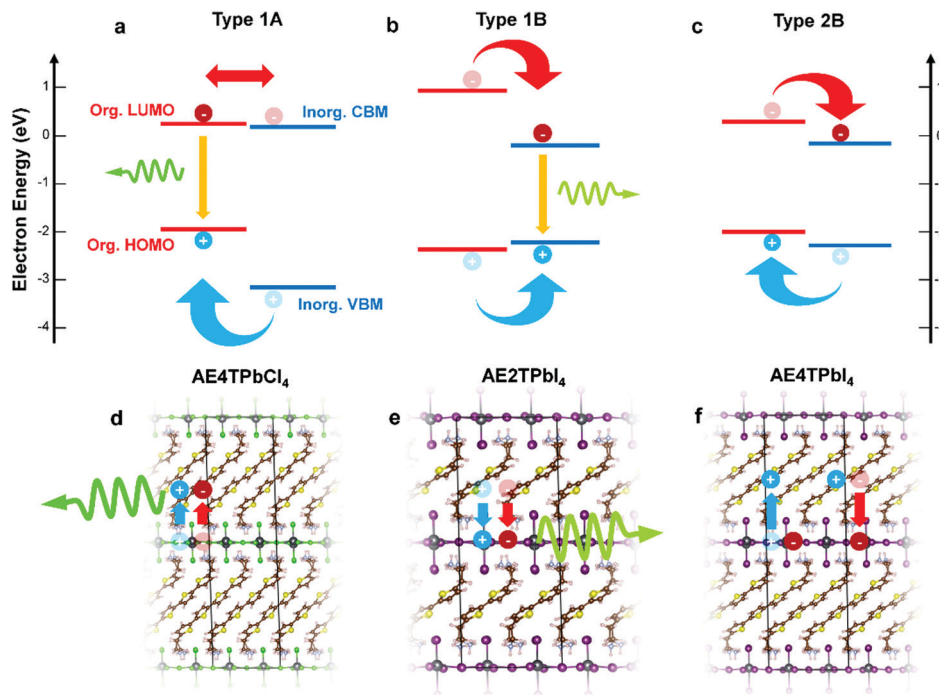 a Type 1A
b Type 1B
c Type 2B
Electron Energy (eV)
1
0
-1
-2
-3
-4
Org. LUMO
Inorg. CBM
Org. HOMO
Inorg. VBM
-
-
+
+
-
-
+
+
-
-
+
+
AE4TPbCl₄
AE2TPbI₄
AE4TPbI₄
d
e
f
+ -
+ -
+ + -
- -